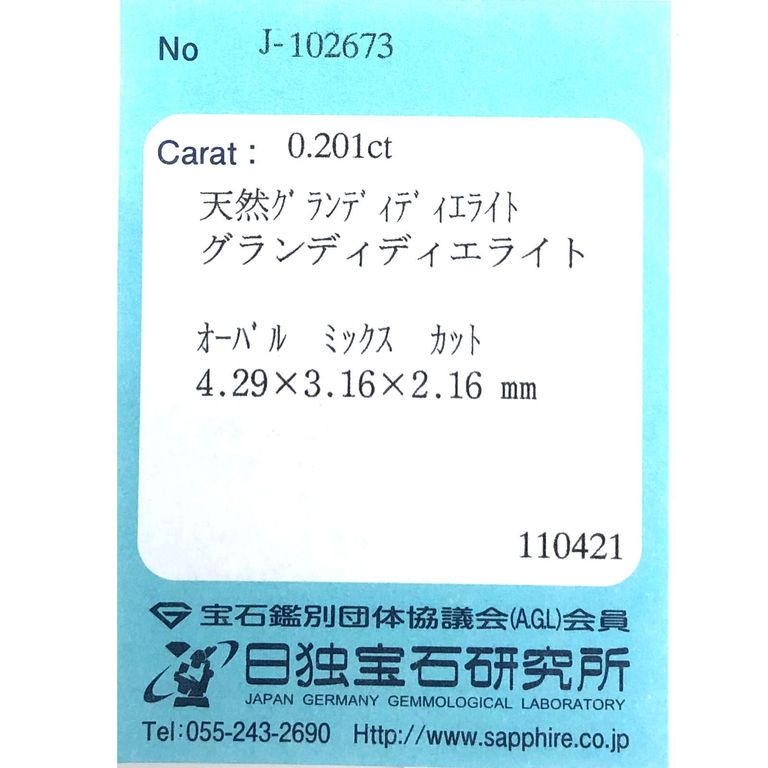 No J-102673
Carat : 0.201ct
天然ｸﾞﾗﾝﾃﾞｨﾃﾞｨｴﾗｲﾄ
グランディディエライト
ｵｰﾊﾞﾙ ﾐｯｸｽ ｶｯﾄ
4.29×3.16×2.16 mm
110421
宝石鑑別団体協議会(A.G.L)会員
日独宝石研究所
JAPAN GERMANY GEMMOLOGICAL LABORATORY
Tel:055-243-2690 Http://www.sapphire.co.jp